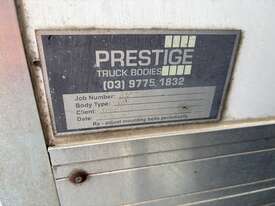 PRESTIGE
TRUCK BODIES
(03) 9775 1832
Job Number:
Body Type:
Client:
Date:
Re - adjust mounting bolts periodically